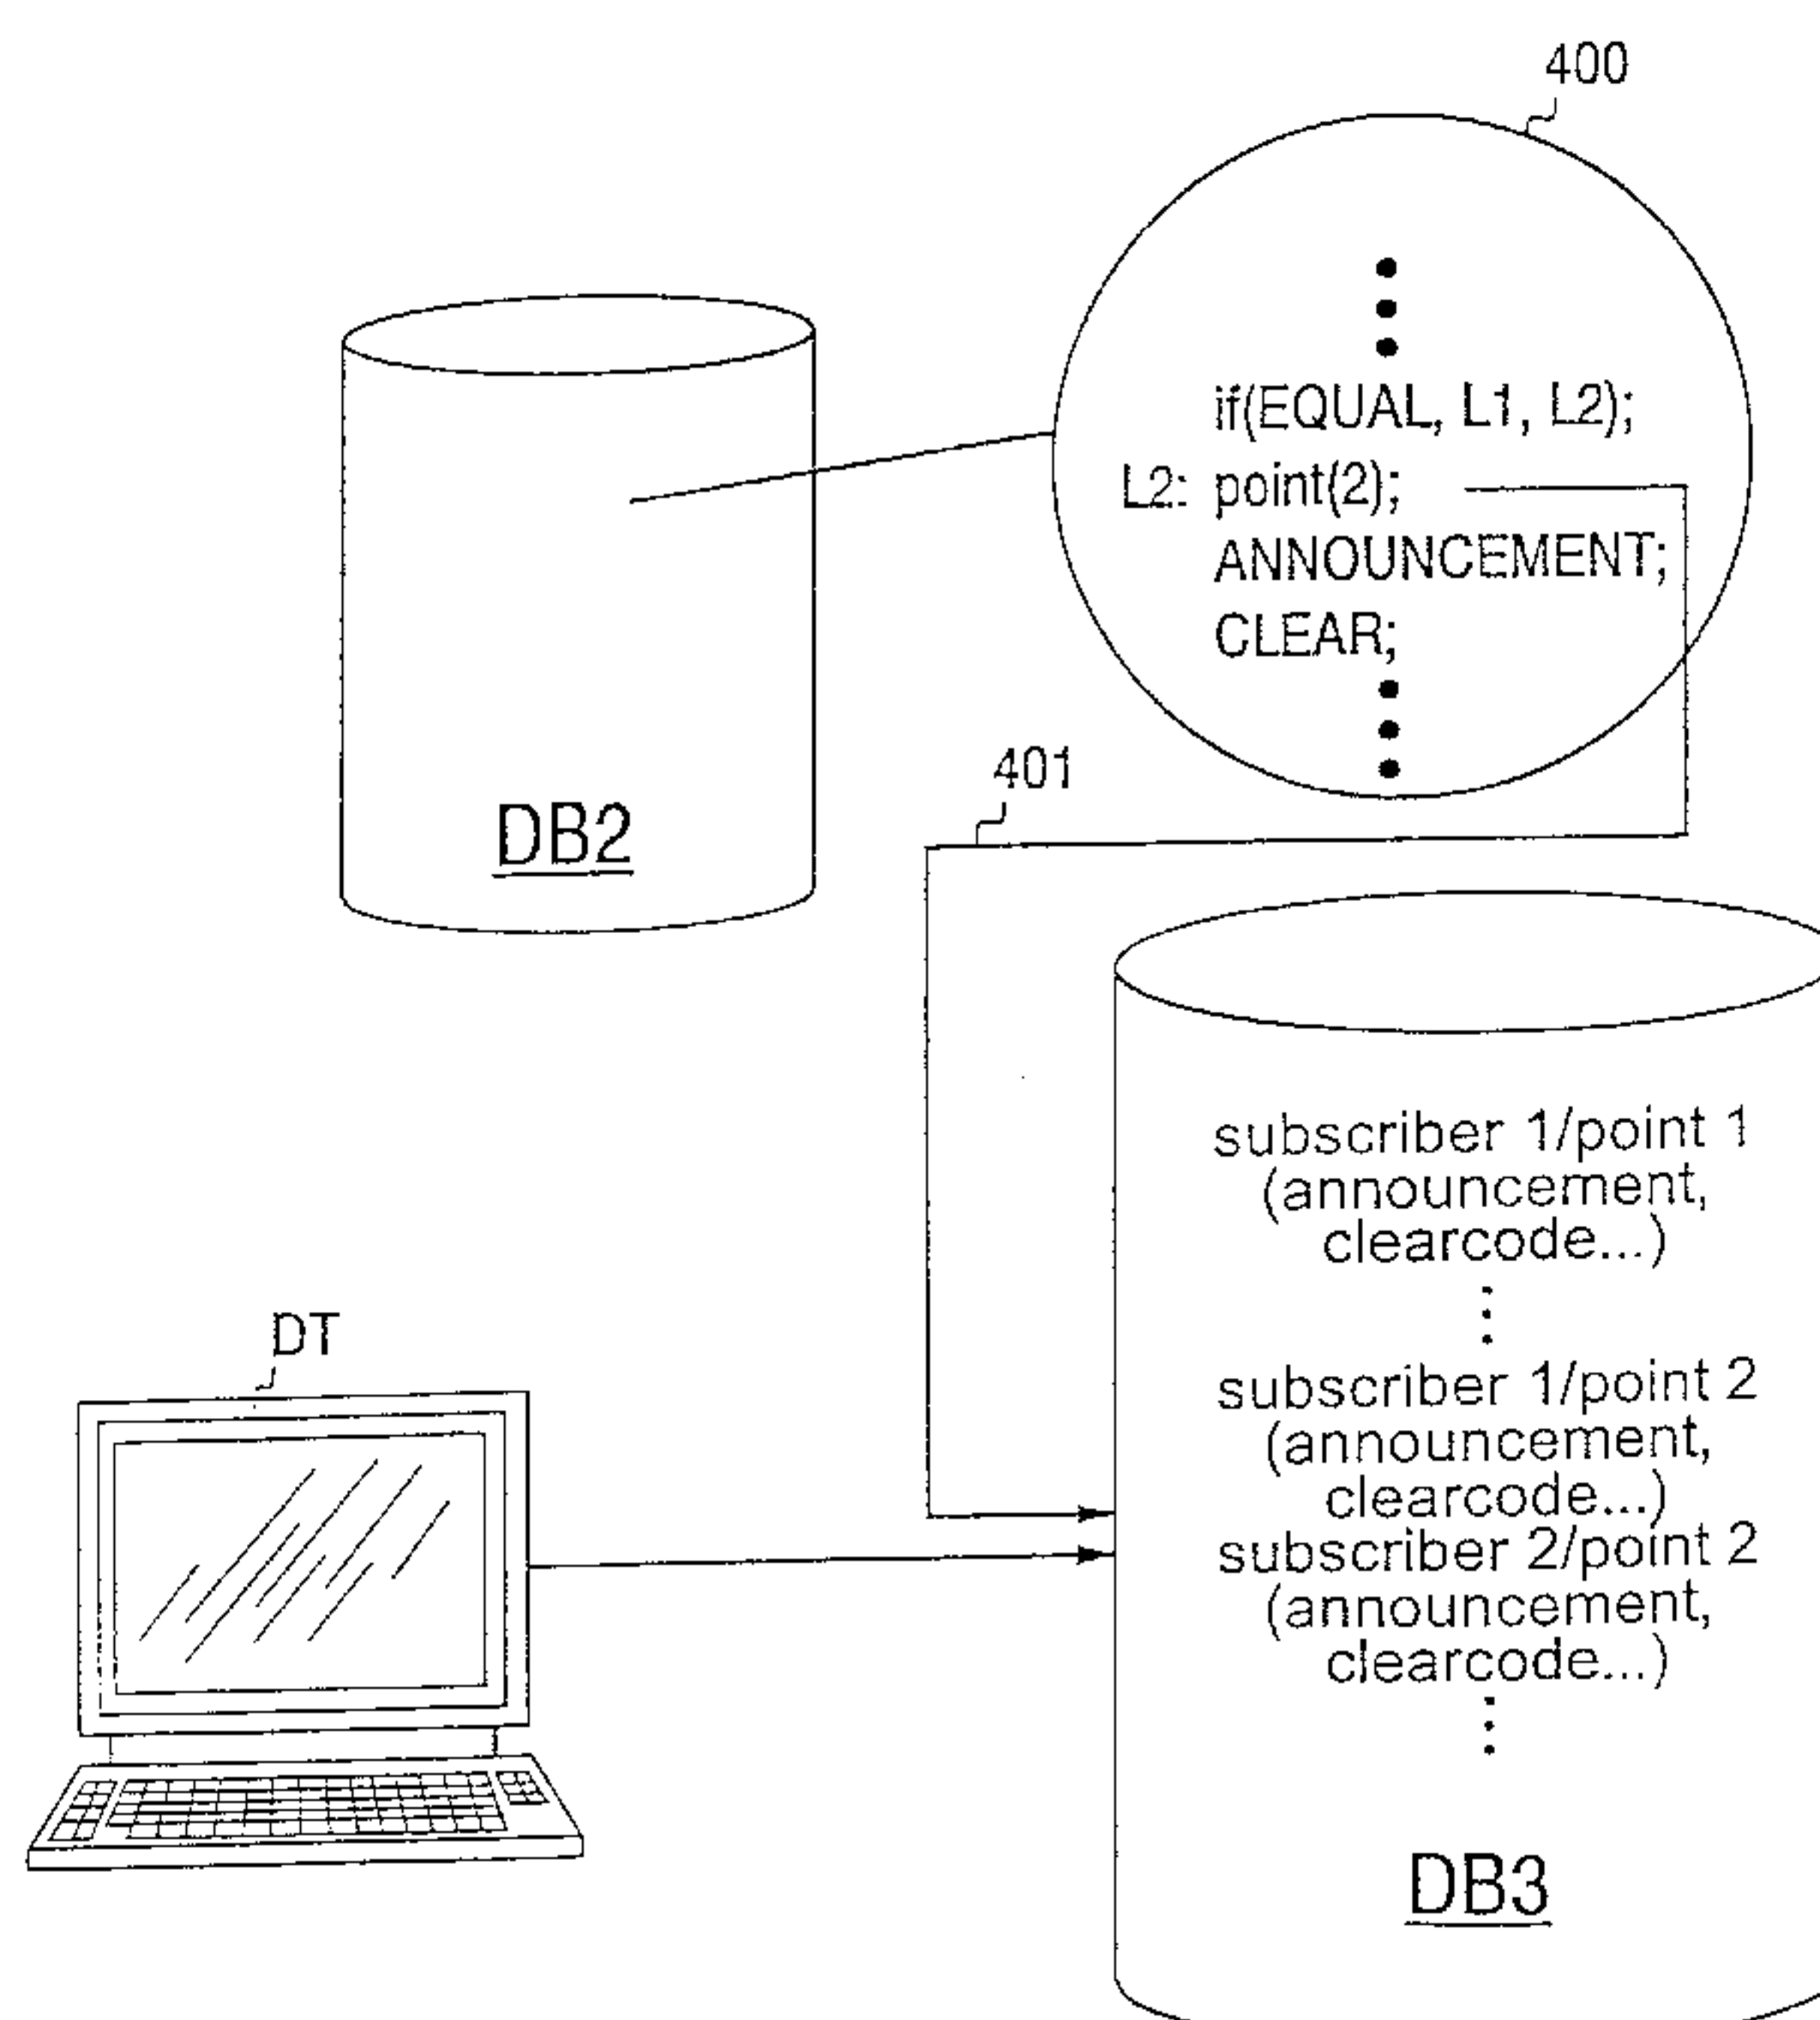 400
if(EQUAL, L1, L2);
L2: point(2);
ANNOUNCEMENT;
CLEAR;
401
DB2
subscriber 1/point 1
(announcement,
clearcode...)
DT
subscriber 1/point 2
(announcement,
clearcode...)
subscriber 2/point 2
(announcement,
clearcode...)
DB3